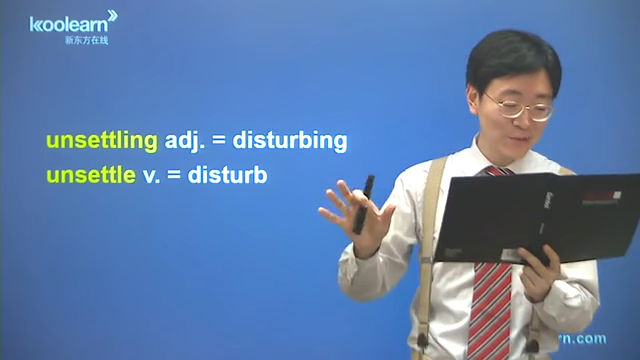 koolearn
新东方在线
unsettling adj. = disturbing
unsettle v. = disturb
rn.com